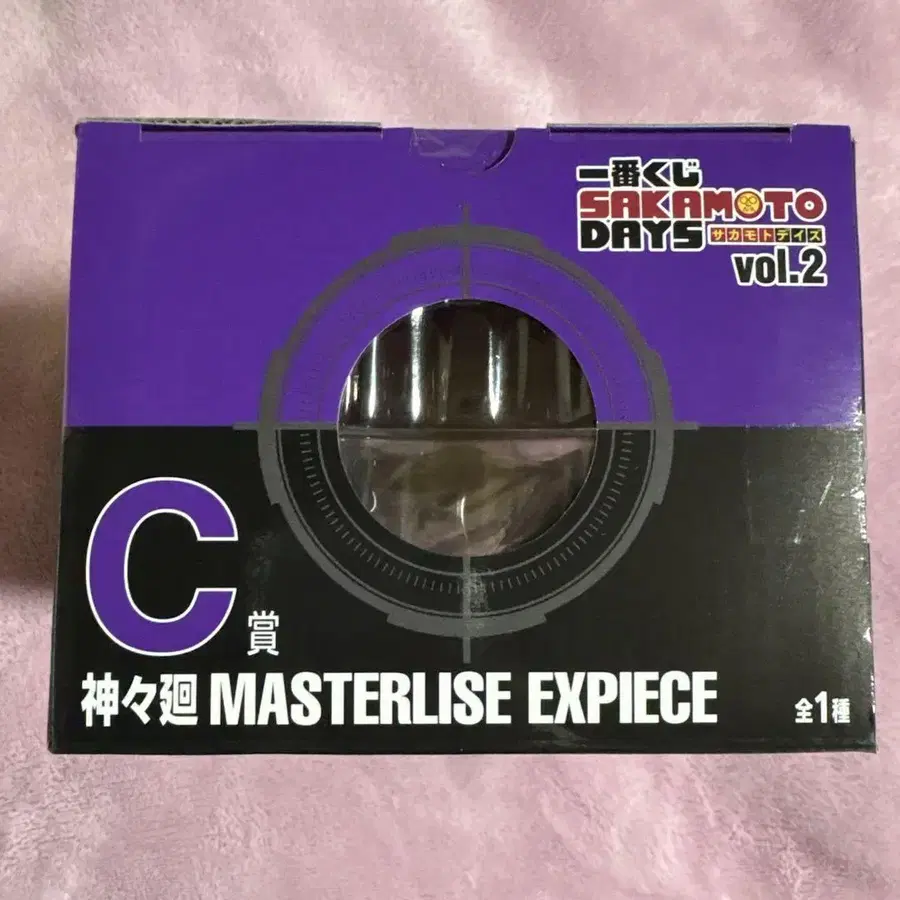 一番くじ
SAKAMOTO
DAYS サカモトデイズ
vol.2
C賞
神々廻 MASTERLISE EXPIECE
全1種